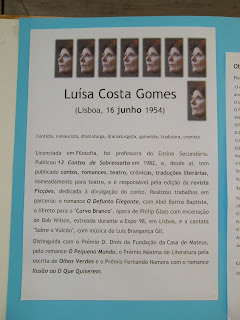 Luísa Costa Gomes
(Lisboa, 16 junho 1954)
Contista, romancista, dramaturga, dramaturgista, guionista, tradutora, cronista
Licenciada em Filosofia, foi professora do Ensino Secundário.
Publicou 13 Contos de Sobressalto em 1982, e, desde aí, tem
publicado contos, romances, teatro, crónicas, traduções literárias,
nomeadamente para teatro, e é responsável pela edição da revista
Ficções, dedicada à divulgação do conto. Realizou trabalhos em
parceria: o romance O Defunto Elegante, com Abel Barros Baptista,
o libreto para o "Corvo Branco", ópera de Philip Glass com encenação
de Bob Wilson, estreada durante a Expo 98, em Lisboa, e a cantata
"Sobre o Vulcão", com música de Luís Bragança Gil.
Distinguida com o Prémio D. Dinis da Fundação da Casa de Mateus,
pelo romance O Pequeno Mundo, o Prémio Máxima de Literatura pela
escrita de Olhos Verdes e o Prémio Fernando Namora com o romance
Ilusão ou O Que Quiserem.